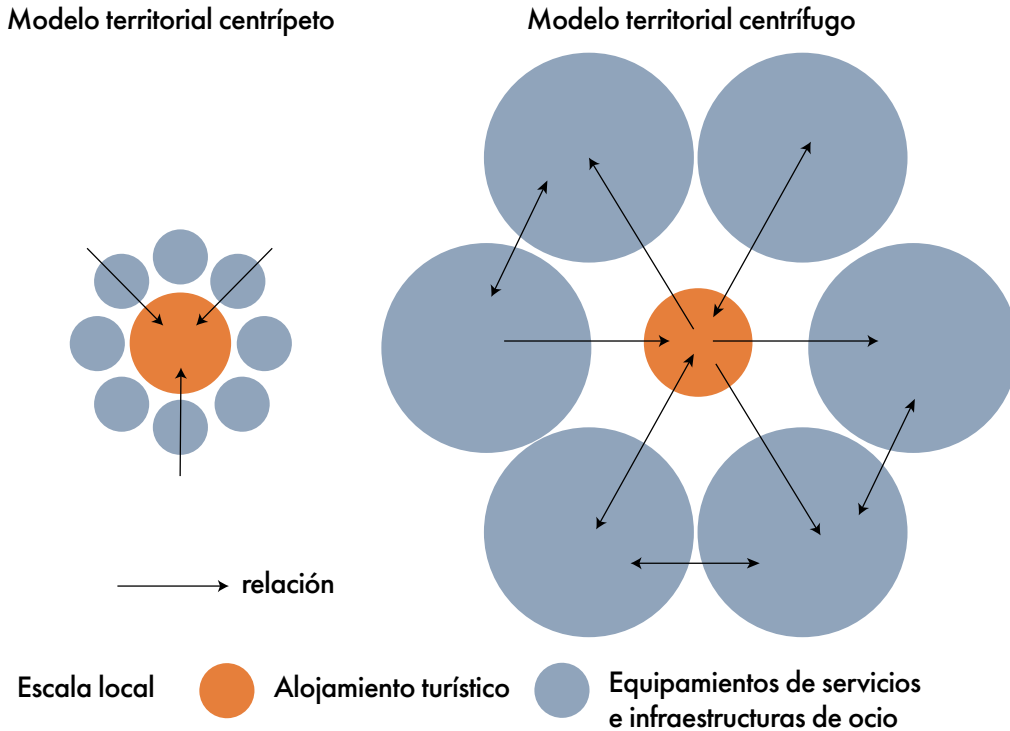 Modelo territorial centrípeto
Modelo territorial centrífugo
relación
Escala local
Alojamiento turístico
Equipamientos de servicios
e infraestructuras de ocio